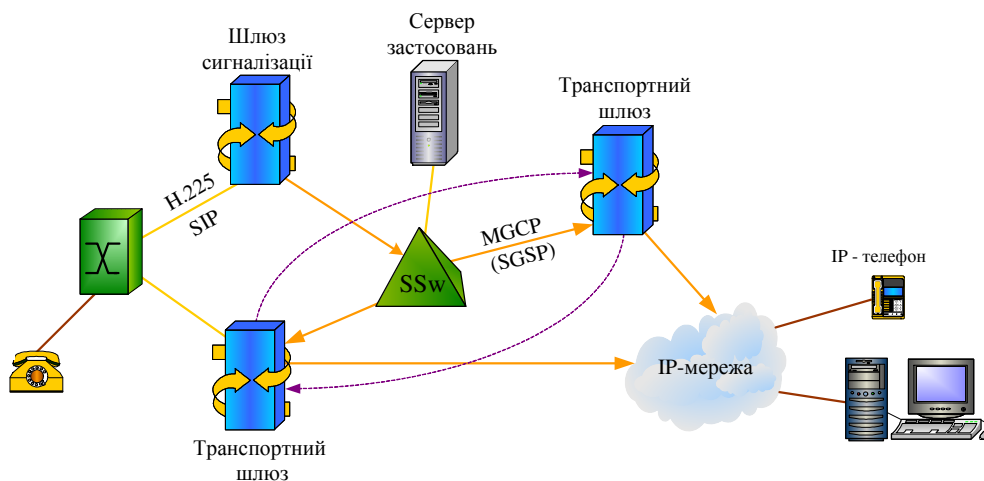 Сервер
застосовань
Шлюз
сигналізації
Транспортний
шлюз
H.225
SIP
MGCP
(SGSP)
SSw
IP - телефон
IP-мережа
Транспортний
шлюз